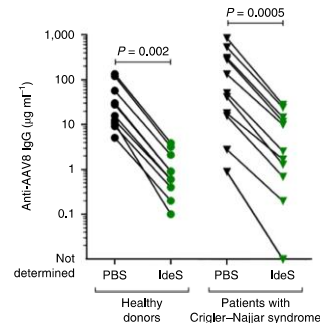 P = 0.0005
1,000
P = 0.002
100
10
1
0.1
Anti-AAV8 IgG (μg ml⁻¹)
Not
determined
PBS IdeS PBS IdeS
Healthy
donors
Patients with
Crigler–Najjar syndrome